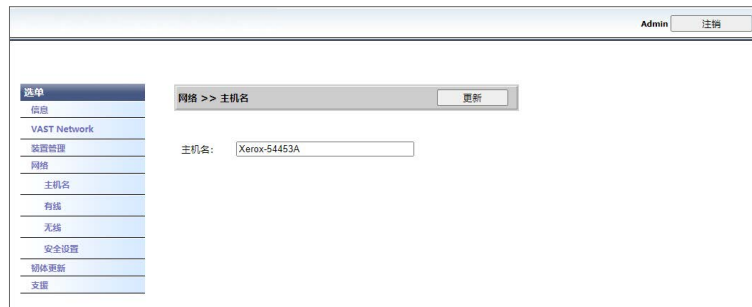 Admin 注销
选单
信息
VAST Network
装置管理
网络
主机名
有线
无线
安全设置
韧体更新
支援
网络 >> 主机名 更新
主机名： Xerox-54453A